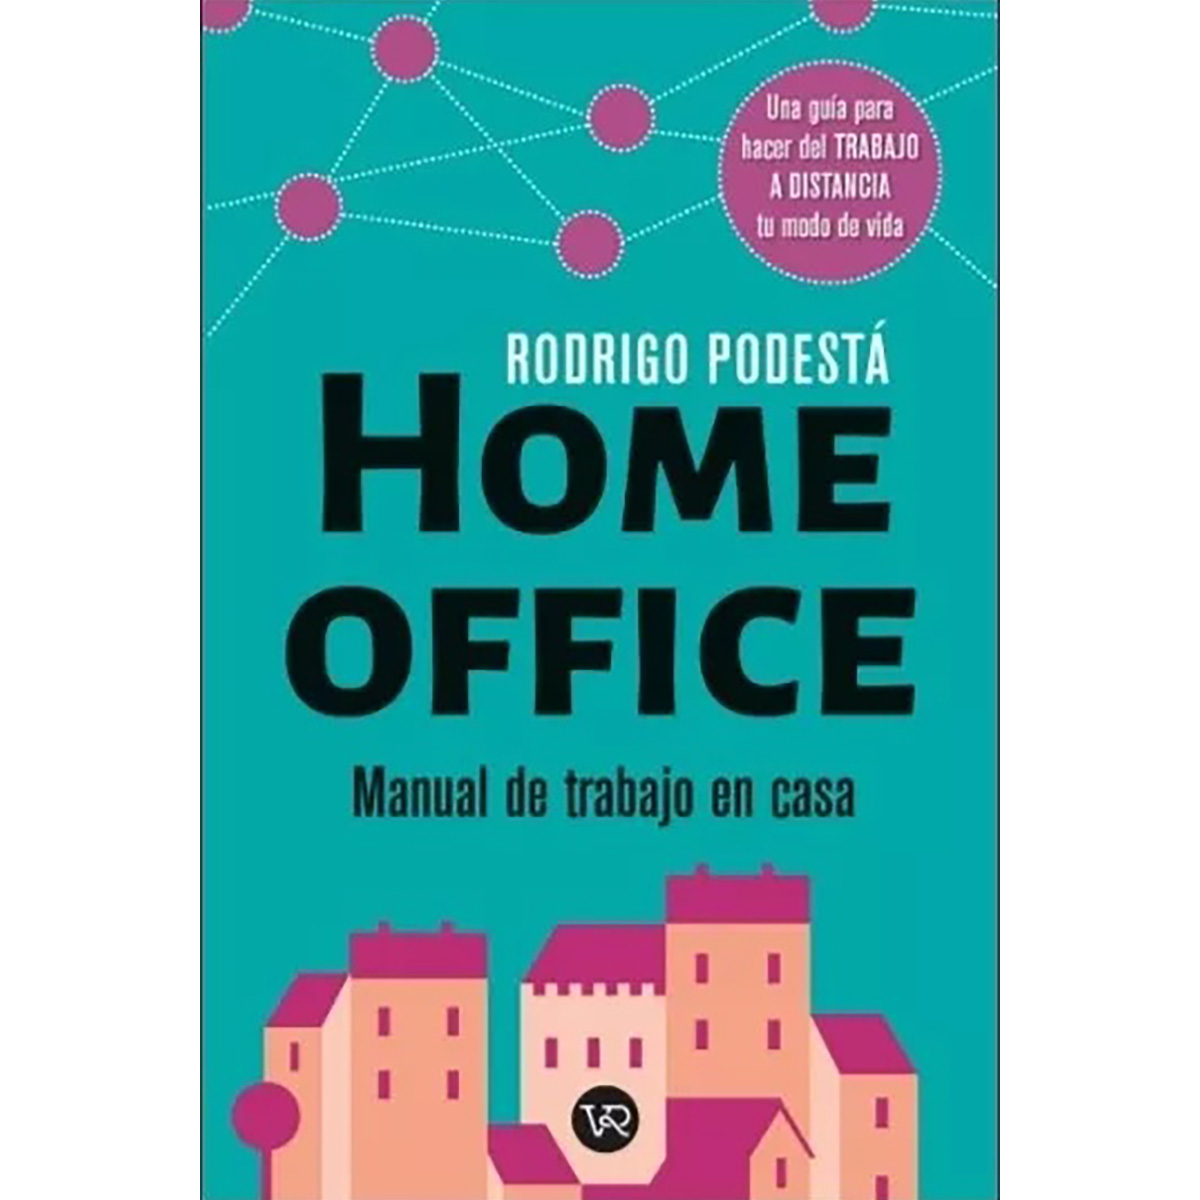 Una guía para
hacer del TRABAJO
A DISTANCIA
tu modo de vida
RODRIGO PODESTÁ
HOME
OFFICE
Manual de trabajo en casa
VR